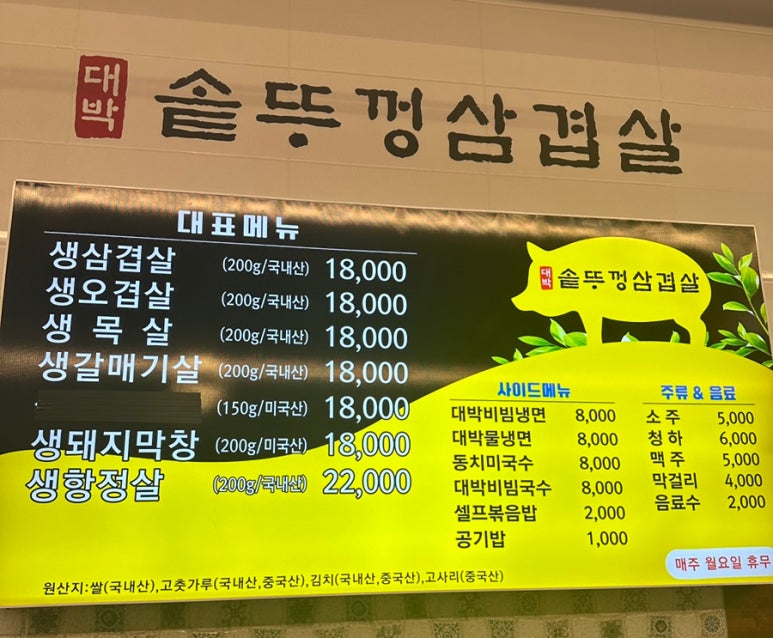 대박 솥뚜껑삼겹살
대표메뉴
생삼겹살 (200g/국내산) 18,000
생오겹살 (200g/국내산) 18,000
생 목 살 (200g/국내산) 18,000
생갈매기살 (200g/국내산) 18,000
(150g/미국산) 18,000
생돼지막창 (200g/미국산) 18,000
생항정살 (200g/국내산) 22,000
대박 솥뚜껑삼겹살
사이드메뉴
대박비빔냉면 8,000
대박물냉면 8,000
동치미국수 8,000
대박비빔국수 8,000
셀프볶음밥 2,000
공기밥 1,000
주류 & 음료
소 주 5,000
청 하 6,000
맥 주 5,000
막걸리 4,000
음료수 2,000
매주 월요일 휴무
원산지:쌀(국내산),고춧가루(국내산,중국산),김치(국내산,중국산),고사리(중국산)